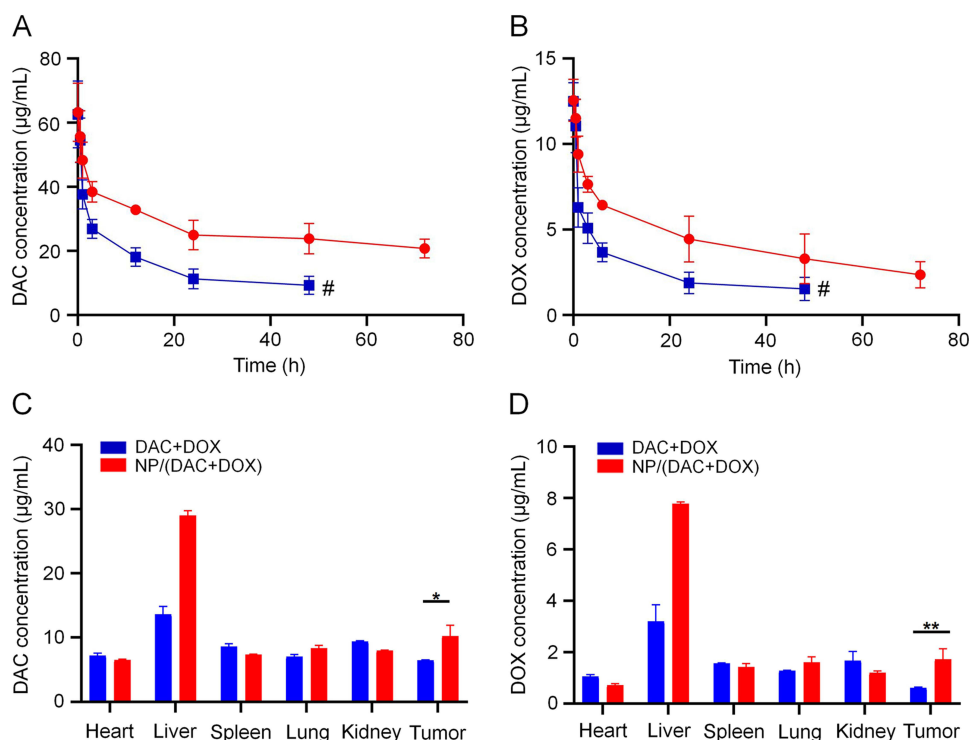 A
DAC concentration (µg/mL)
80
60
40
20
0
#
0
20
40
60
80
Time (h)
B
DOX concentration (µg/mL)
15
10
5
0
#
0
20
40
60
80
Time (h)
C
DAC concentration (µg/mL)
40
30
20
10
0
DAC+DOX
NP/(DAC+DOX)
*
Heart Liver Spleen Lung Kidney Tumor
D
DOX concentration (µg/mL)
10
8
6
4
2
0
DAC+DOX
NP/(DAC+DOX)
**
Heart Liver Spleen Lung Kidney Tumor